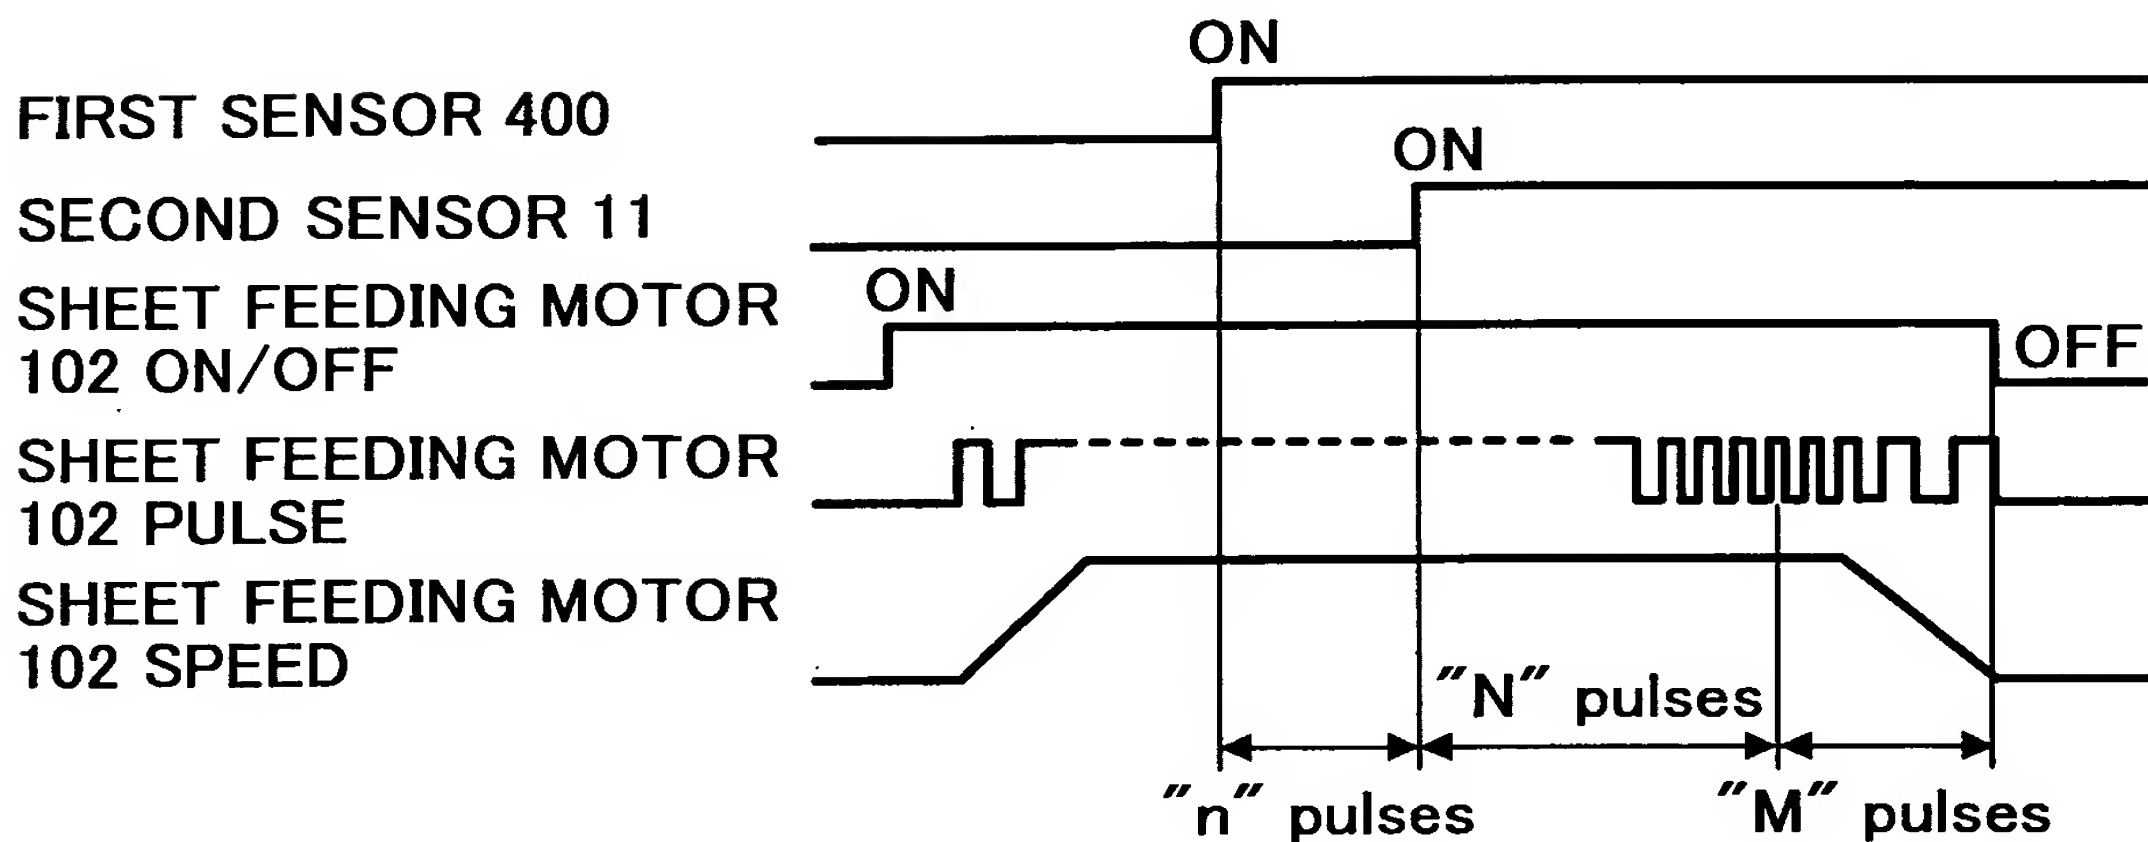 ON
FIRST SENSOR 400
ON
SECOND SENSOR 11
SHEET FEEDING MOTOR
102 ON/OFF
ON
OFF
SHEET FEEDING MOTOR
102 PULSE
SHEET FEEDING MOTOR
102 SPEED
"N" pulses
"n" pulses
"M" pulses